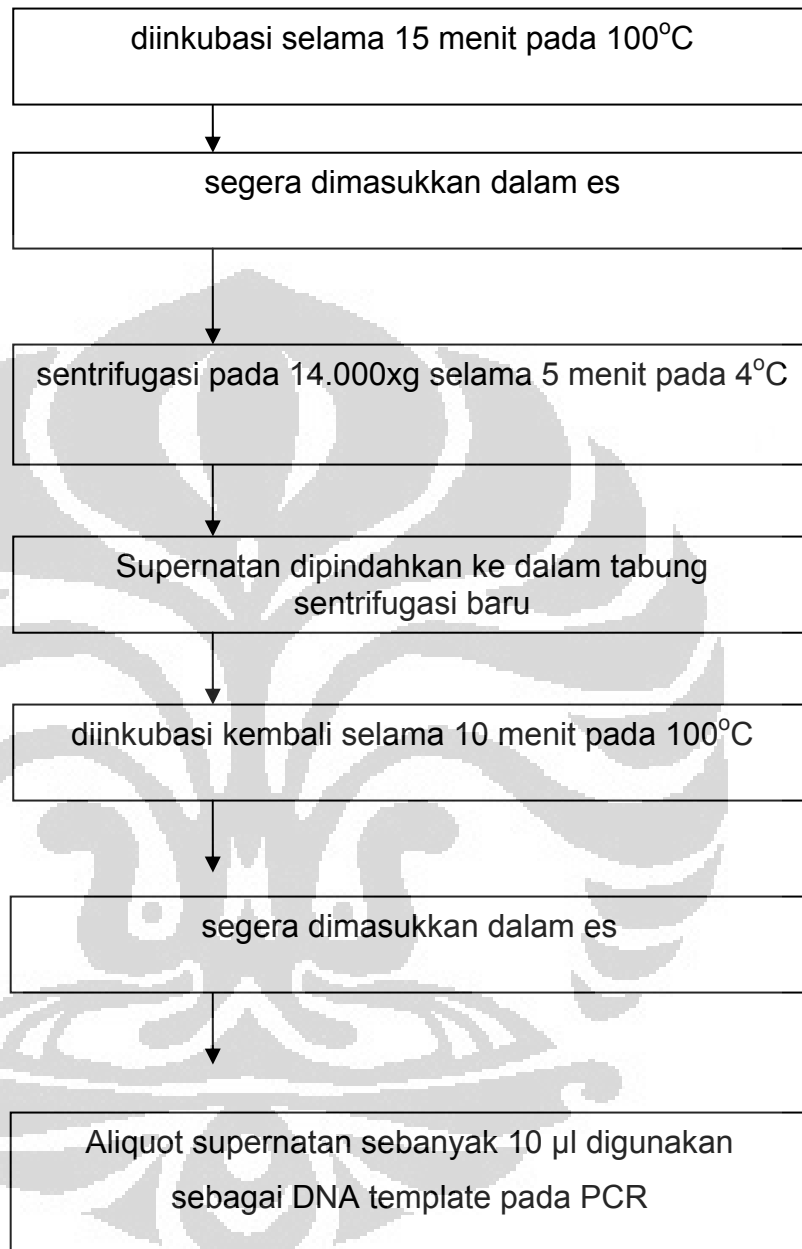 diinkubasi selama 15 menit pada 100°C
segera dimasukkan dalam es
sentrifugasi pada 14.000xg selama 5 menit pada 4°C
Supernatan dipindahkan ke dalam tabung
sentrifugasi baru
diinkubasi kembali selama 10 menit pada 100°C
segera dimasukkan dalam es
Aliquot supernatan sebanyak 10 µl digunakan
sebagai DNA template pada PCR